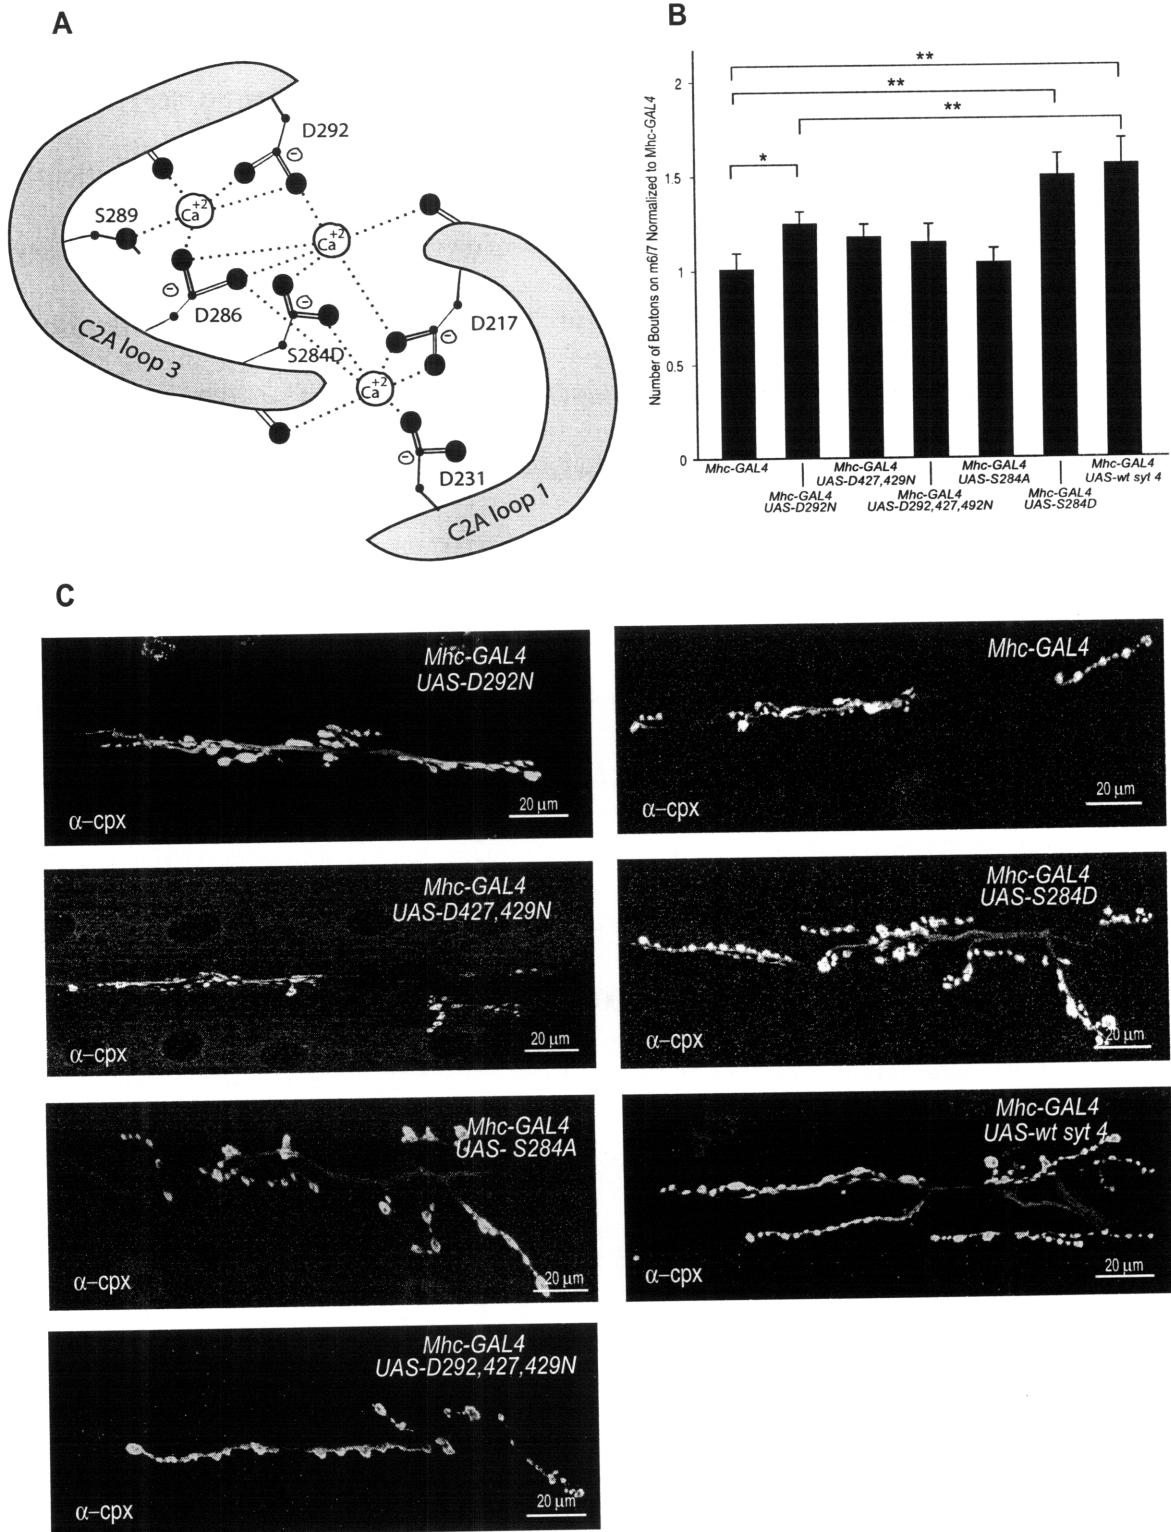 A
D292
Ca+2
S289
Ca+2
D286
S284D
D217
C2A loop 3
Ca+2
D231
C2A loop 1
B
Number of Boutons on m6/7 Normalized to Mhc-GAL4
2
1.5
1
0.5
0
**
**
**
*
Mhc-GAL4
Mhc-GAL4
UAS-D292N
Mhc-GAL4
UAS-D427,429N
Mhc-GAL4
UAS-D292,427,492N
Mhc-GAL4
UAS-S284A
Mhc-GAL4
UAS-S284D
Mhc-GAL4
UAS-wt syt 4
C
Mhc-GAL4
UAS-D292N
α-cpx
20 µm
Mhc-GAL4
α-cpx
20 µm
Mhc-GAL4
UAS-D427,429N
α-cpx
20 µm
Mhc-GAL4
UAS-S284D
α-cpx
20 µm
Mhc-GAL4
UAS- S284A
α-cpx
20 µm
Mhc-GAL4
UAS-wt syt 4
α-cpx
20 µm
Mhc-GAL4
UAS-D292,427,429N
α-cpx
20 µm